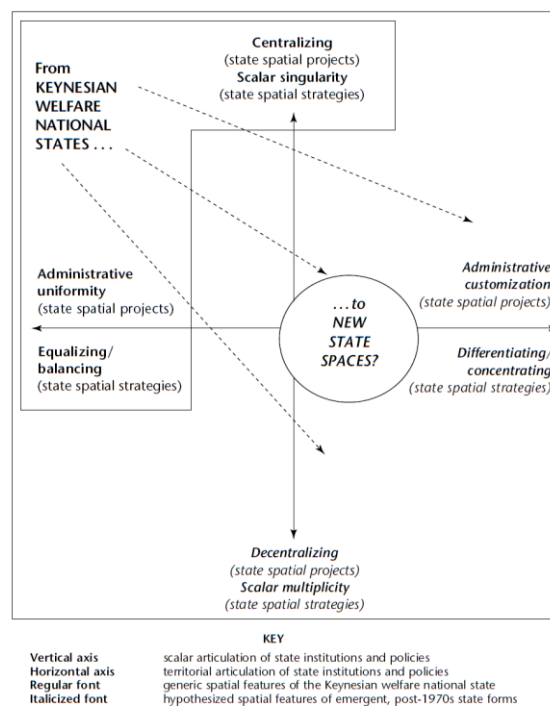 From
KEYNESIAN
WELFARE
NATIONAL
STATES ...
Centralizing
(state spatial projects)
Scalar singularity
(state spatial strategies)
Administrative
uniformity
(state spatial projects)
Equalizing/
balancing
(state spatial strategies)
...to
NEW
STATE
SPACES?
Administrative
customization
(state spatial projects)
Differentiating/
concentrating
(state spatial strategies)
Decentralizing
(state spatial projects)
Scalar multiplicity
(state spatial strategies)
KEY
Vertical axis scalar articulation of state institutions and policies
Horizontal axis territorial articulation of state institutions and policies
Regular font generic spatial features of the Keynesian welfare national state
Italicized font hypothesized spatial features of emergent, post-1970s state forms